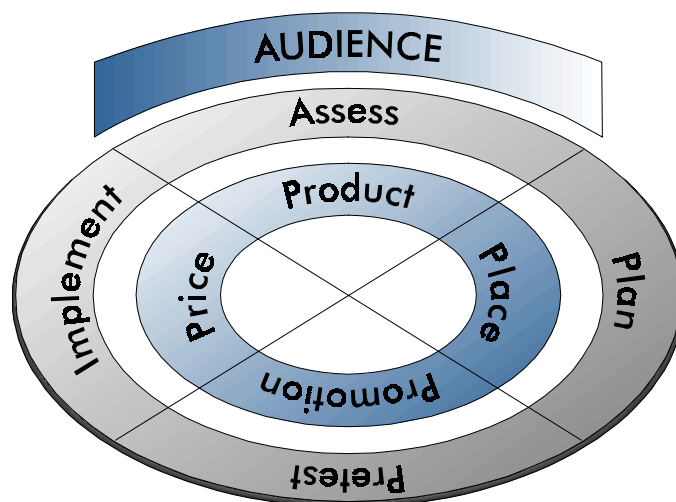 AUDIENCE
Assess
Plan
Pretest
Implement
Product
Place
Promotion
Price